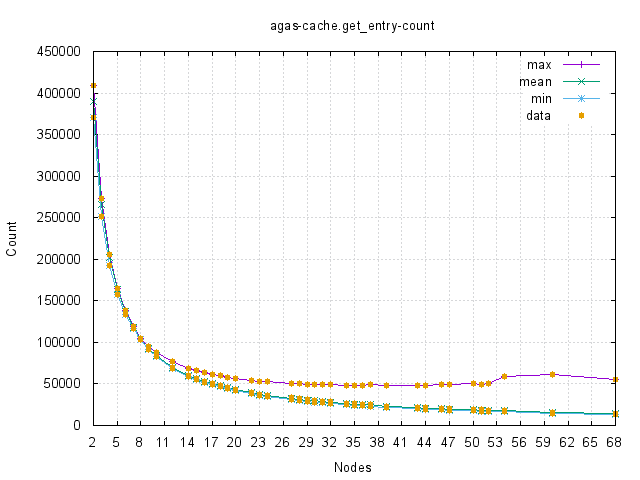 agas-cache.get_entry-count
450000
400000
350000
300000
250000
200000
150000
100000
50000
0
Count
max
mean
min
data
2 5 8 11 14 17 20 23 26 29 32 35 38 41 44 47 50 53 56 59 62 65 68
Nodes